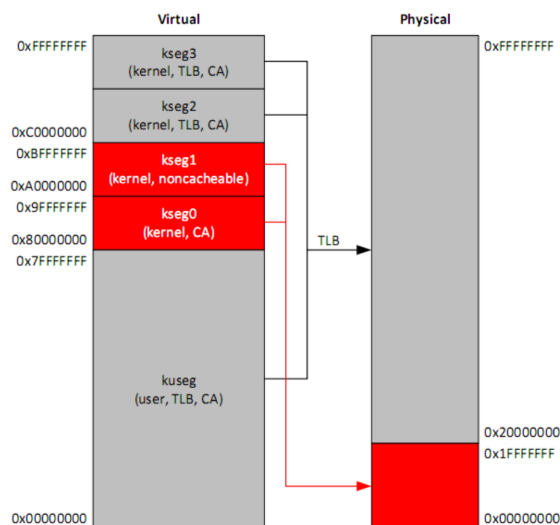 Virtual
Physical
0xFFFFFFFF
kseg3
(kernel, TLB, CA)
kseg2
(kernel, TLB, CA)
0xC0000000
0xBFFFFFFF
kseg1
(kernel, noncacheable)
0xA0000000
0x9FFFFFFF
kseg0
(kernel, CA)
0x80000000
0x7FFFFFFF
kuseg
(user, TLB, CA)
0x00000000
TLB
0xFFFFFFFF
0x20000000
0x1FFFFFFF
0x00000000